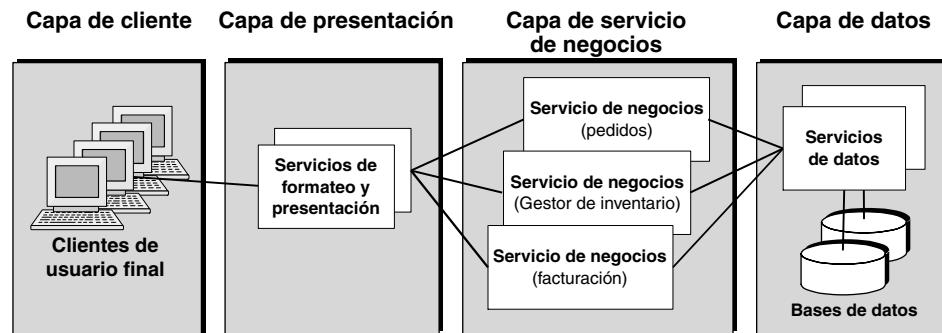 Capa de cliente
Capa de presentación
Capa de servicio
de negocios
Capa de datos
Clientes de
usuario final
Servicios de
formateo y
presentación
Servicio de negocios
(pedidos)
Servicio de negocios
(Gestor de inventario)
Servicio de negocios
(facturación)
Servicios
de datos
Bases de datos